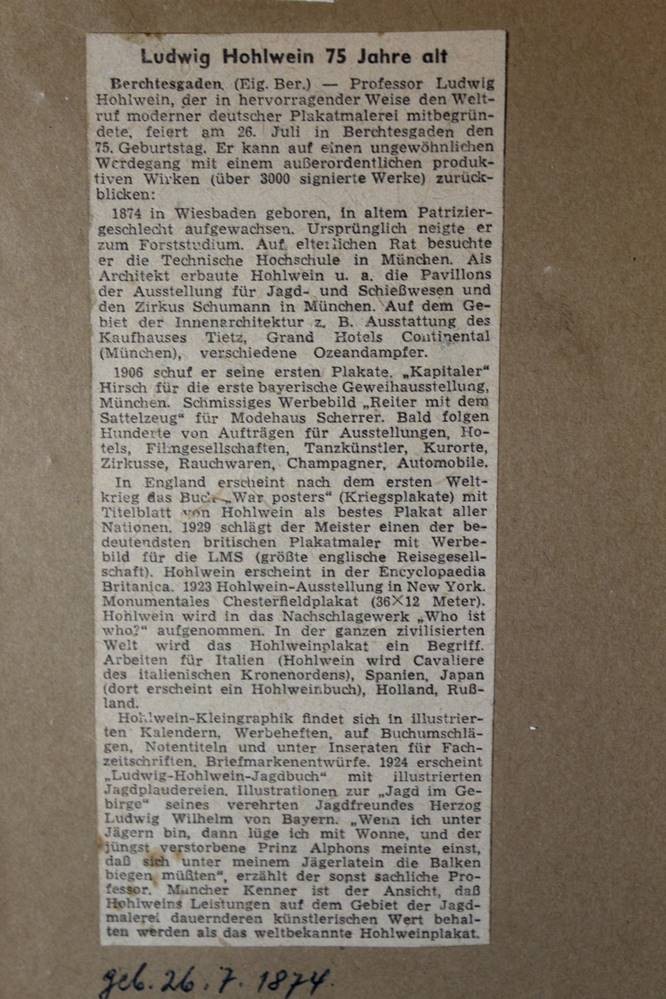 Ludwig Hohlwein 75 Jahre alt
Berchtesgaden. (Eig. Ber.) — Professor Ludwig
Hohlwein, der in hervorragender Weise den Welt-
ruf moderner deutscher Plakatmalerei mitbegrün-
dete, feiert am 26. Juli in Berchtesgaden den
75. Geburtstag. Er kann auf einen ungewöhnlichen
Werdegang mit einem außerordentlichen produk-
tiven Wirken (über 3000 signierte Werke) zurück-
blicken:
1874 in Wiesbaden geboren, in altem Patrizier-
geschlecht aufgewachsen. Ursprünglich neigte er
zum Forststudium. Auf elterlichen Rat besuchte
er die Technische Hochschule in München. Als
Architekt erbaute Hohlwein u. a. die Pavillons
der Ausstellung für Jagd- und Schießwesen und
den Zirkus Schumann in München. Auf dem Ge-
biet der Innenarchitektur z. B. Ausstattung des
Kaufhauses Tietz, Grand Hotels Continental
(München), verschiedene Ozeandampfer.
1906 schuf er seine ersten Plakate. „Kapitaler“
Hirsch für die erste bayerische Geweihausstellung,
München. Schmissiges Werbebild „Reiter mit dem
Sattelzeug“ für Modehaus Scherrer. Bald folgen
Hunderte von Aufträgen für Ausstellungen, Ho-
tels, Filmgesellschaften, Tanzkünstler, Kurorte,
Zirkusse, Rauchwaren, Champagner, Automobile.
In England erscheint nach dem ersten Welt-
krieg das Buch „War posters“ (Kriegsplakate) mit
Titelblatt von Hohlwein als bestes Plakat aller
Nationen. 1929 schlägt der Meister einen der be-
deutendsten britischen Plakatmaler mit Werbe-
bild für die LMS (größte englische Reisegesell-
schaft). Hohlwein erscheint in der Encyclopaedia
Britanica. 1923 Hohlwein-Ausstellung in New York.
Monumentales Chesterfieldplakat (36×12 Meter).
Hohlwein wird in das Nachschlagewerk „Who ist
who?“ aufgenommen. In der ganzen zivilisierten
Welt wird das Hohlweinplakat ein Begriff.
Arbeiten für Italien (Hohlwein wird Cavaliere
des italienischen Kronenordens), Spanien, Japan
(dort erscheint ein Hohlweinbuch), Holland, Ruß-
land.
Hohlwein-Kleingraphik findet sich in illustrier-
ten Kalendern, Werbeheften, auf Buchumschlä-
gen, Notentiteln und unter Inseraten für Fach-
zeitschriften. Briefmarkenentwürfe. 1924 erscheint
„Ludwig-Hohlwein-Jagdbuch“ mit illustrierten
Jagdplaudereien. Illustrationen zur „Jagd im Ge-
birge“ seines verehrten Jagdfreundes Herzog
Ludwig Wilhelm von Bayern. „Wenn ich unter
Jägern bin, dann lüge ich mit Wonne, und der
jüngst verstorbene Prinz Alphons meinte einst,
daß sich unter meinem Jägerlatein die Balken
biegen müßten“, erzählt der sonst sachliche Pro-
fessor. Mancher Kenner ist der Ansicht, daß
Hohlweins Leistungen auf dem Gebiet der Jagd-
malerei dauernderen künstlerischen Wert behal-
ten werden als das weltbekannte Hohlweinplakat.
geb. 26. 7. 1874.